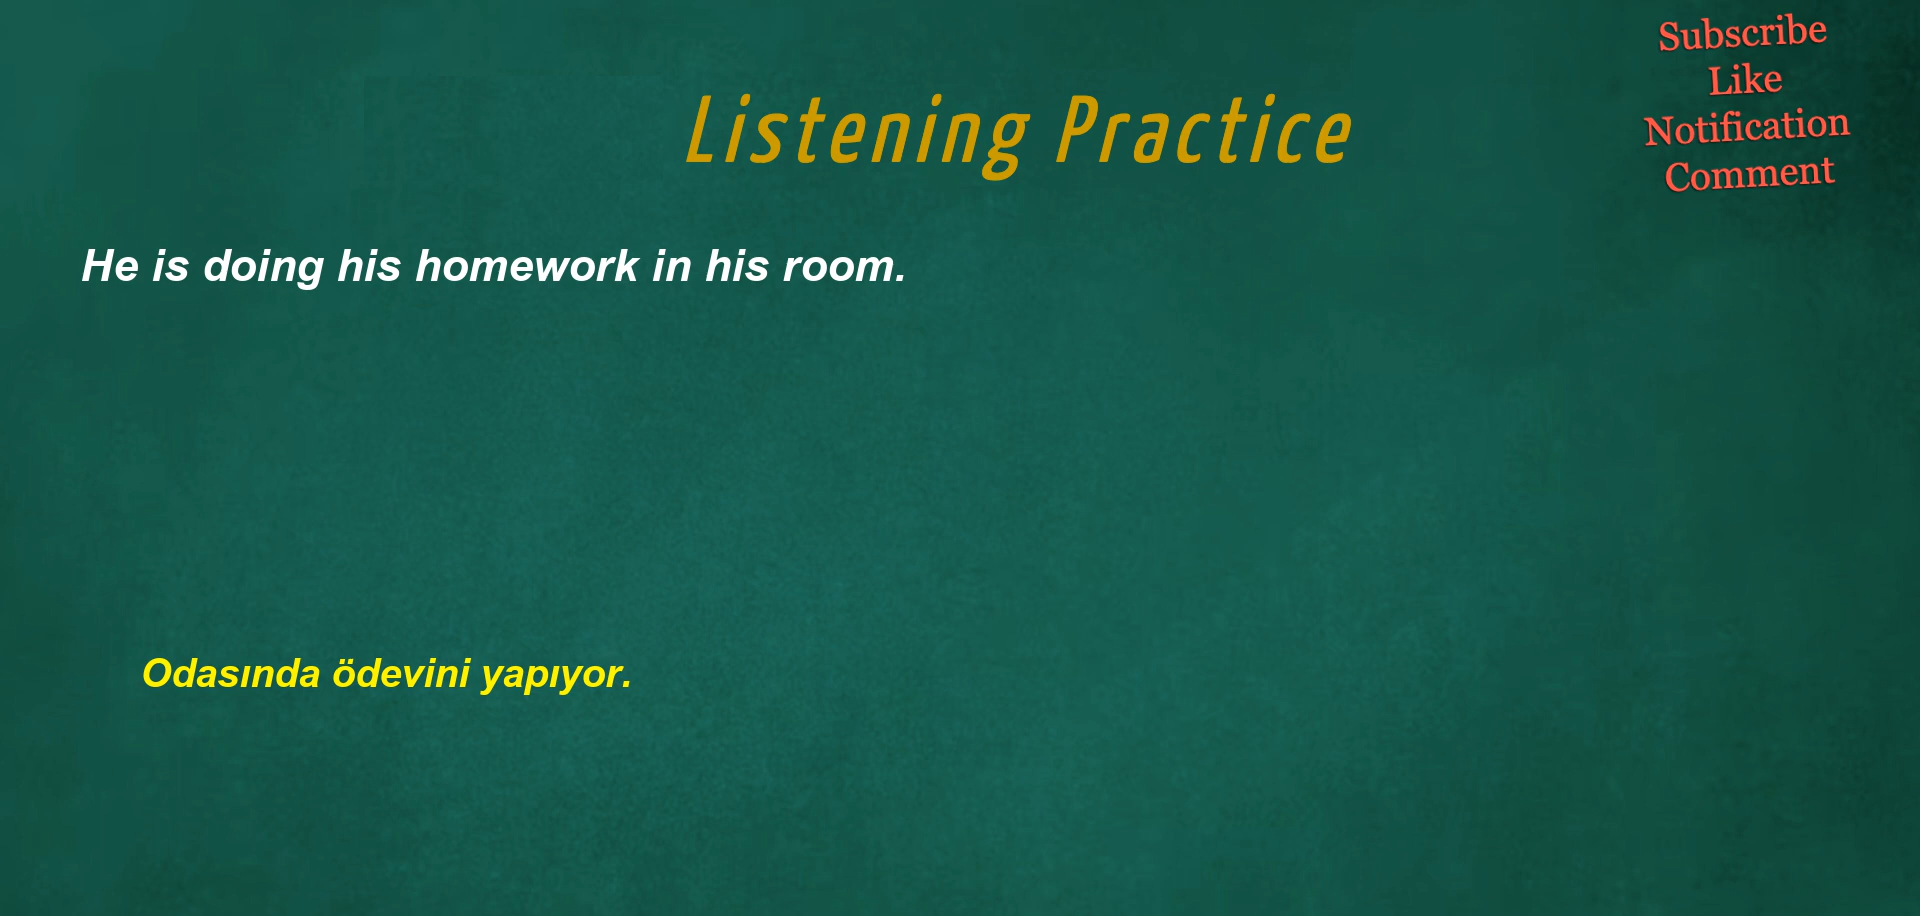 Subscribe
Like
Notification
Comment
Listening Practice
He is doing his homework in his room.
Odasında ödevini yapıyor.